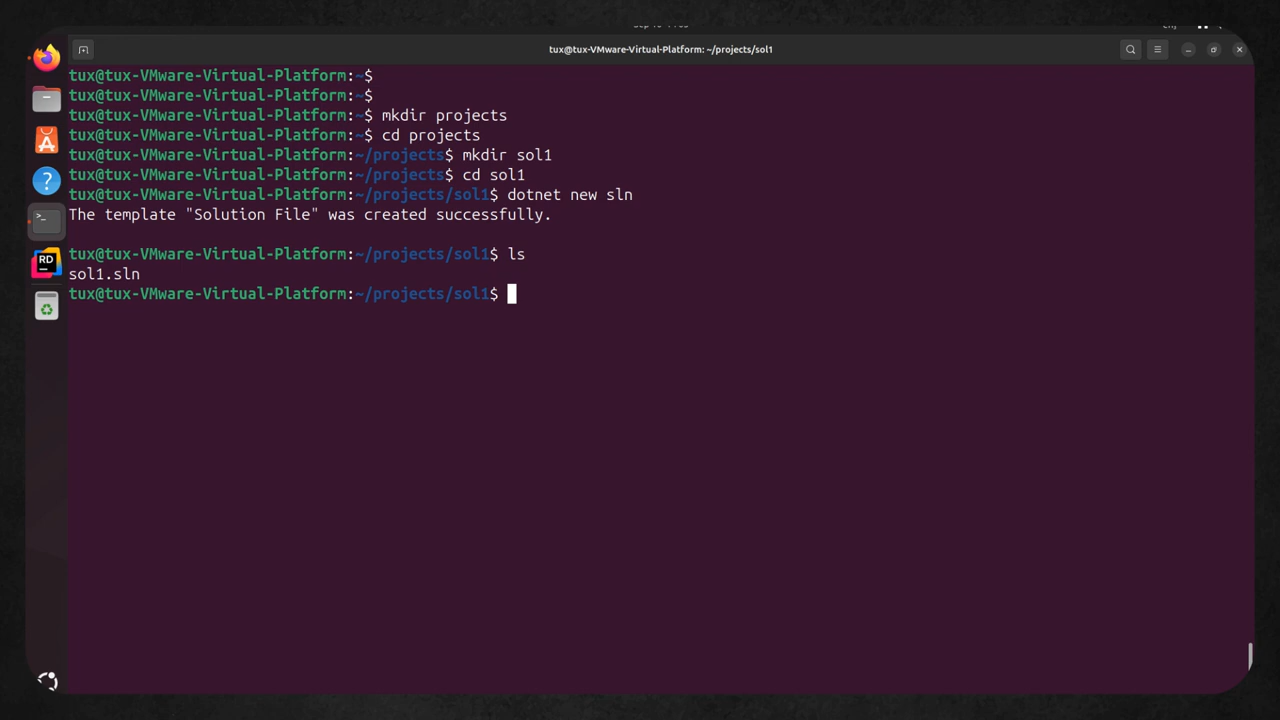 tux@tux-VMware-Virtual-Platform: ~/projects/sol1
tux@tux-VMware-Virtual-Platform:~$
tux@tux-VMware-Virtual-Platform:~$
tux@tux-VMware-Virtual-Platform:~$ mkdir projects
tux@tux-VMware-Virtual-Platform:~$ cd projects
tux@tux-VMware-Virtual-Platform:~/projects$ mkdir sol1
tux@tux-VMware-Virtual-Platform:~/projects$ cd sol1
tux@tux-VMware-Virtual-Platform:~/projects/sol1$ dotnet new sln
The template "Solution File" was created successfully.
tux@tux-VMware-Virtual-Platform:~/projects/sol1$ ls
sol1.sln
tux@tux-VMware-Virtual-Platform:~/projects/sol1$
RD